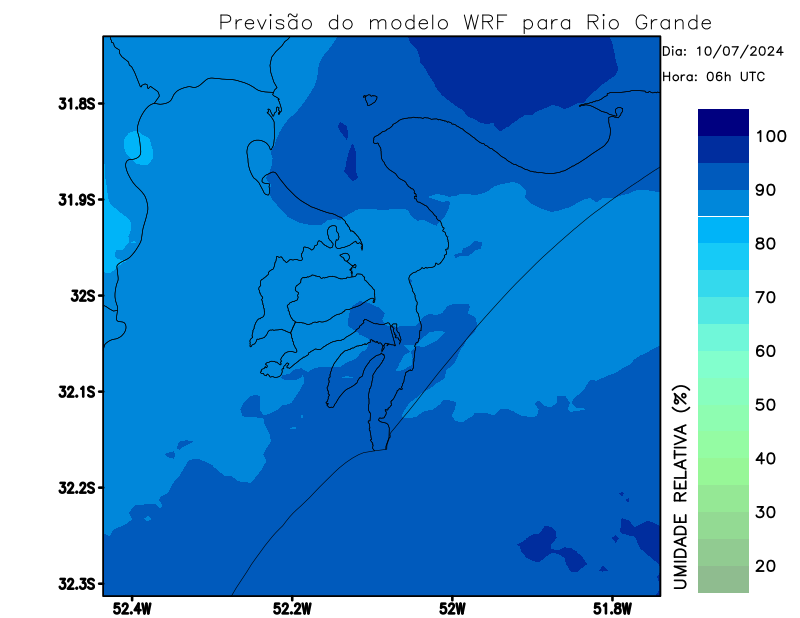 Previsão do modelo WRF para Rio Grande
Dia: 10/07/2024
Hora: 06h UTC
31.8S
31.9S
32S
32.1S
32.2S
32.3S
52.4W
52.2W
52W
51.8W
100
90
80
70
60
50
40
30
20
UMIDADE RELATIVA (%)